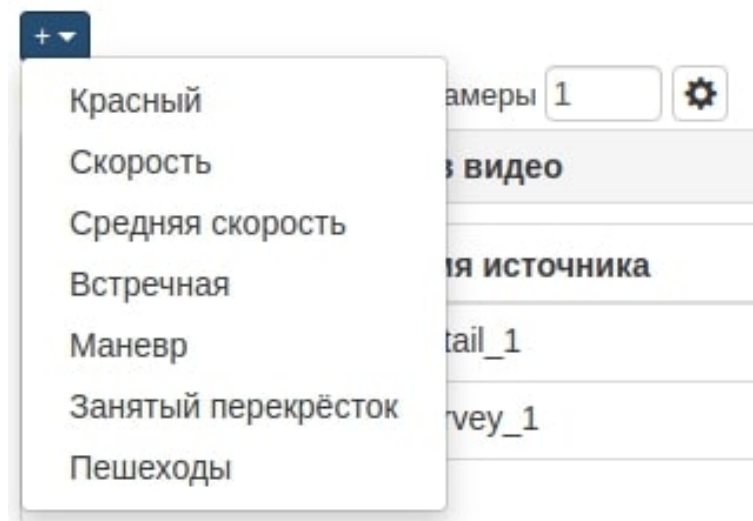 +
Красный
амеры 1
Скорость
в видео
Средняя скорость
Встречная
ия источника
Маневр
tail_1
Занятый перекрёсток
rvey_1
Пешеходы